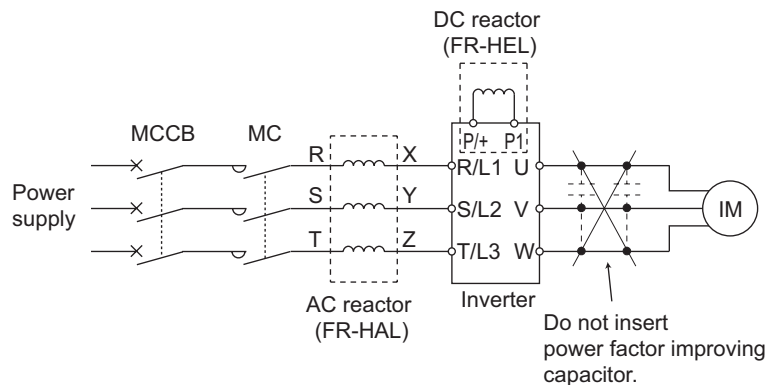 DC reactor
(FR-HEL)
MCCB
MC
R
X
P/+
P1
R/L1
U
Power
supply
S
Y
S/L2
V
IM
T
Z
T/L3
W
AC reactor
(FR-HAL)
Inverter
Do not insert
power factor improving
capacitor.